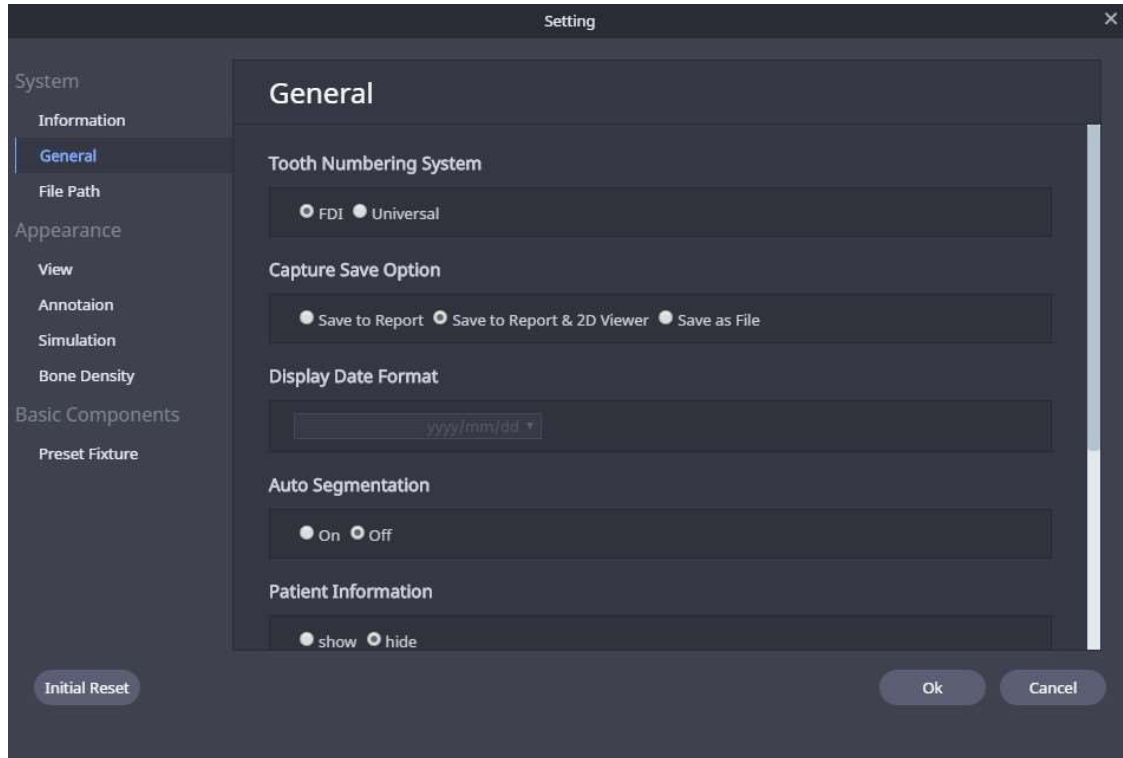 Setting
System
Information
General
File Path
Appearance
View
Annotaion
Simulation
Bone Density
Basic Components
Preset Fixture
General
Tooth Numbering System
FDI Universal
Capture Save Option
Save to Report Save to Report & 2D Viewer Save as File
Display Date Format
yyyy/mm/dd
Auto Segmentation
On Off
Patient Information
show hide
Initial Reset
Ok Cancel